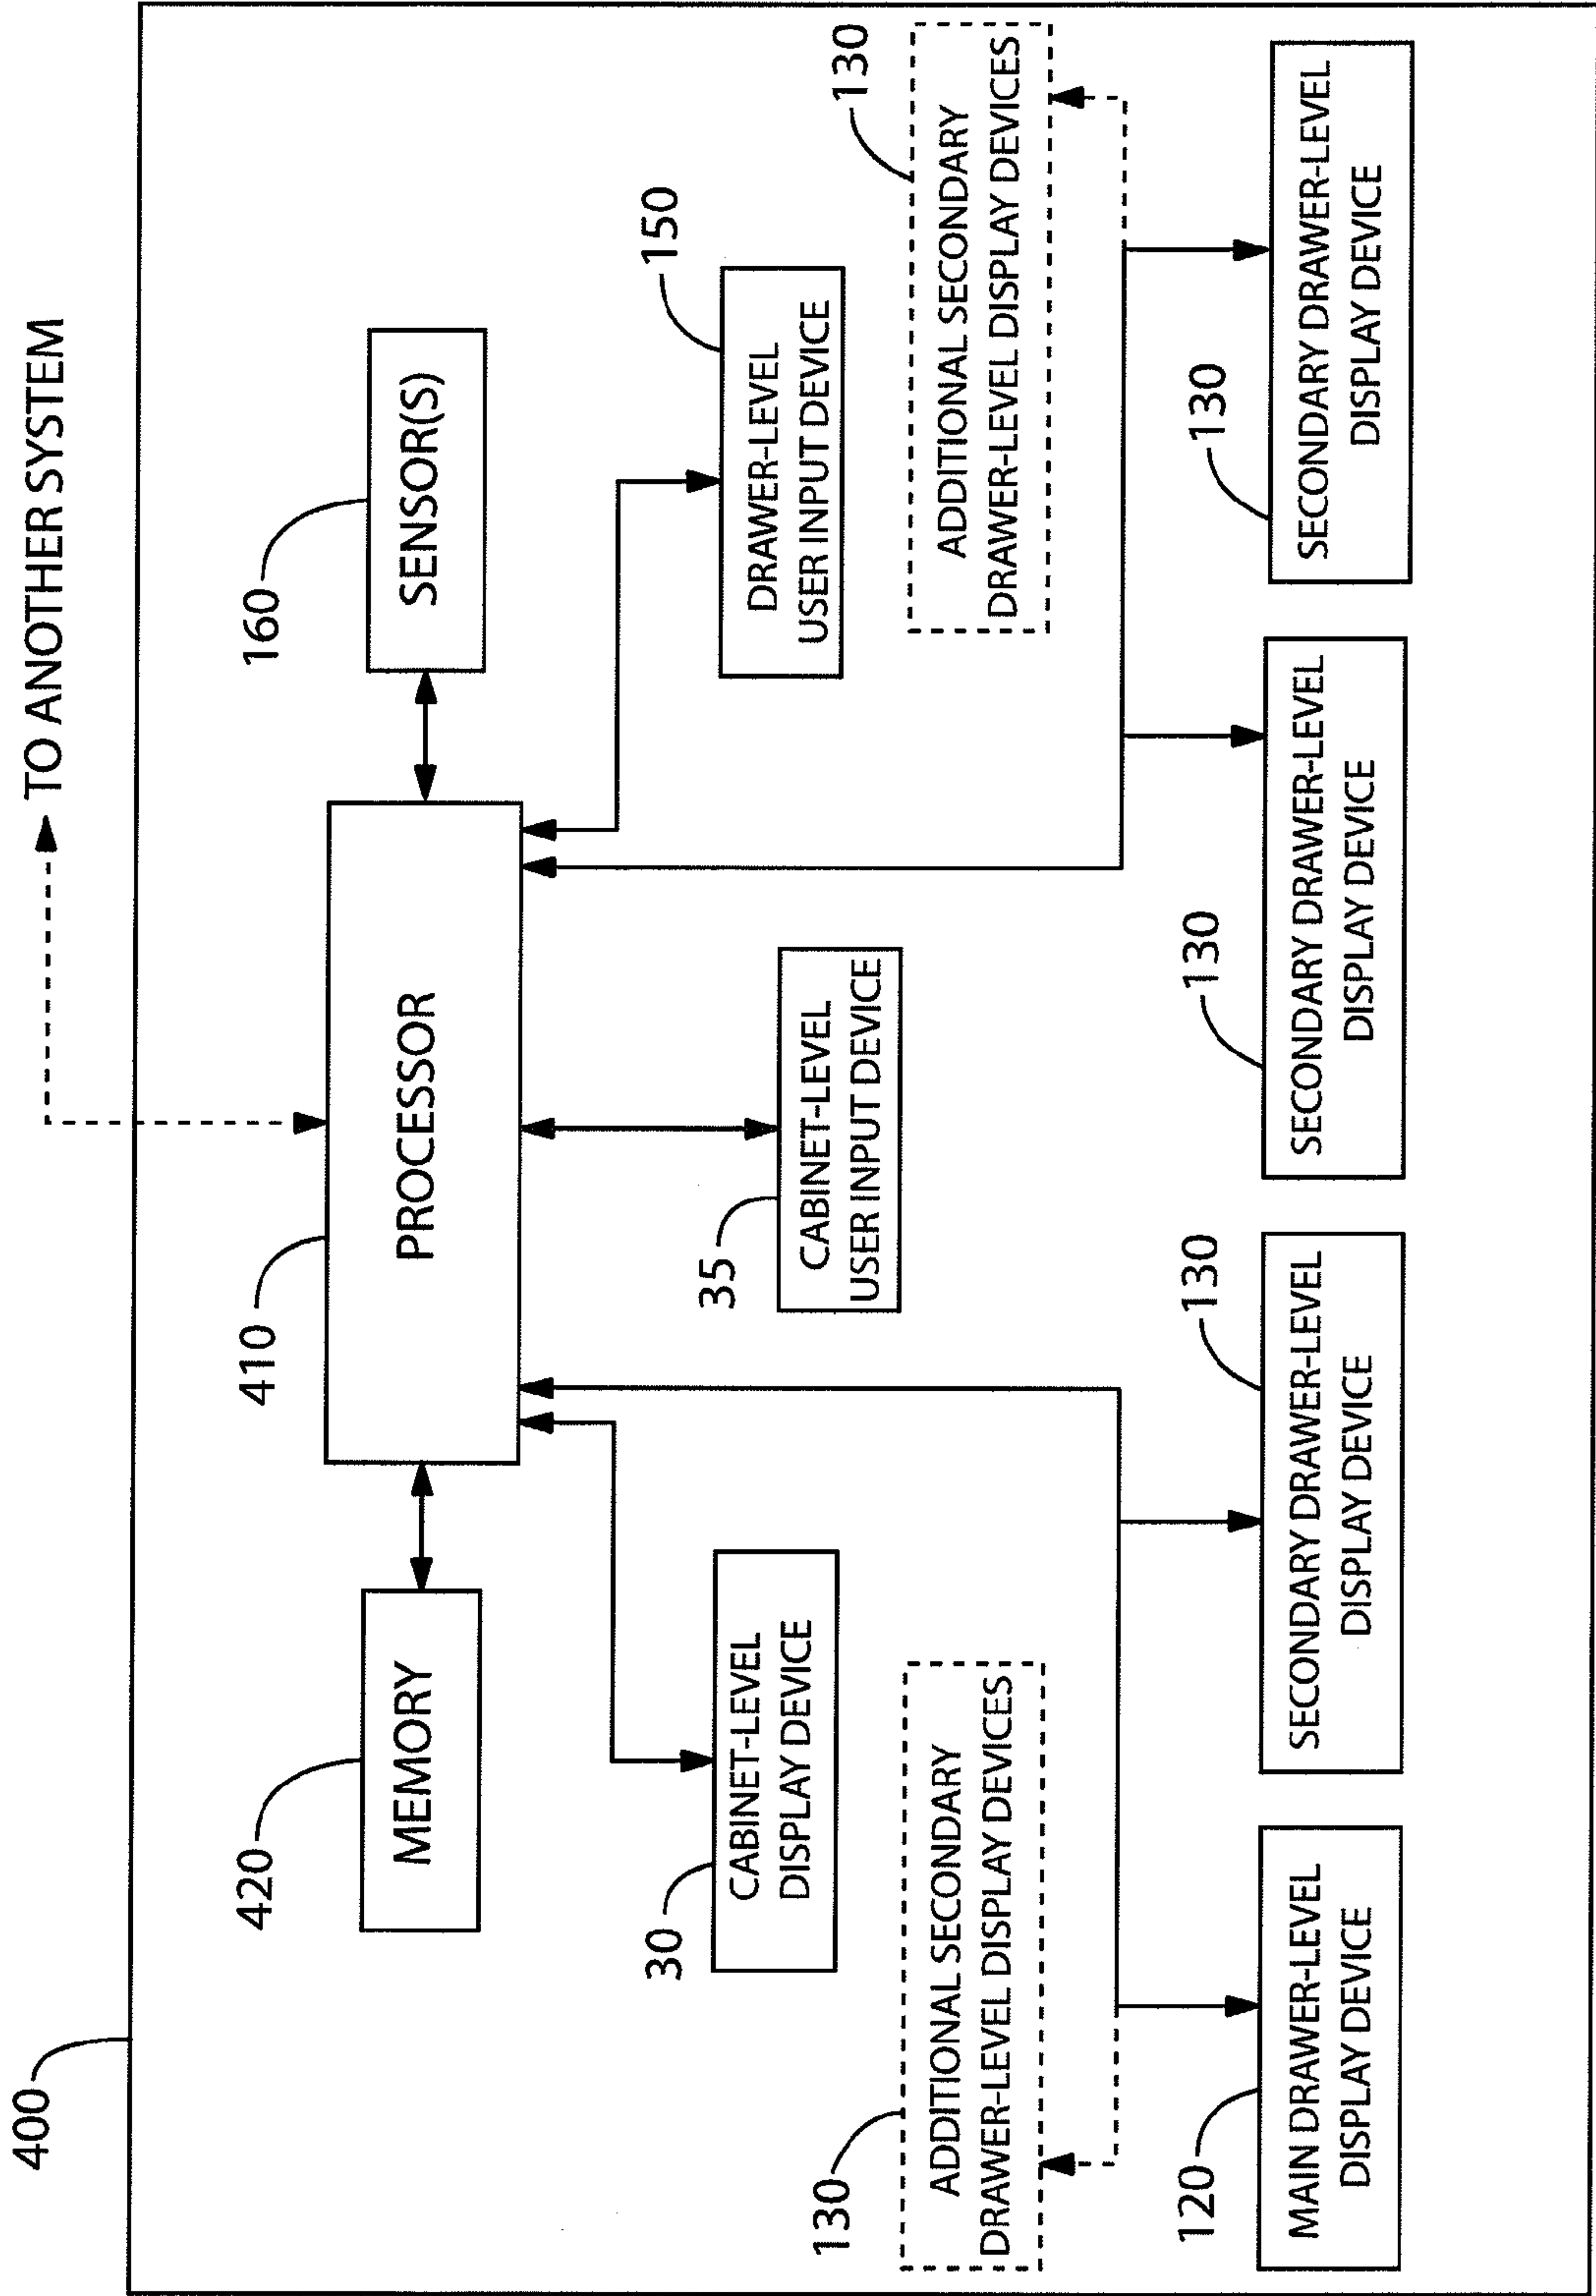 400
TO ANOTHER SYSTEM
420
MEMORY
410
PROCESSOR
160
SENSOR(S)
30
CABINET-LEVEL
DISPLAY DEVICE
35
CABINET-LEVEL
USER INPUT DEVICE
150
DRAWER-LEVEL
USER INPUT DEVICE
130
ADDITIONAL SECONDARY
DRAWER-LEVEL DISPLAY DEVICES
130
ADDITIONAL SECONDARY
DRAWER-LEVEL DISPLAY DEVICES
120
MAIN DRAWER-LEVEL
DISPLAY DEVICE
130
SECONDARY DRAWER-LEVEL
DISPLAY DEVICE
130
SECONDARY DRAWER-LEVEL
DISPLAY DEVICE
130
SECONDARY DRAWER-LEVEL
DISPLAY DEVICE